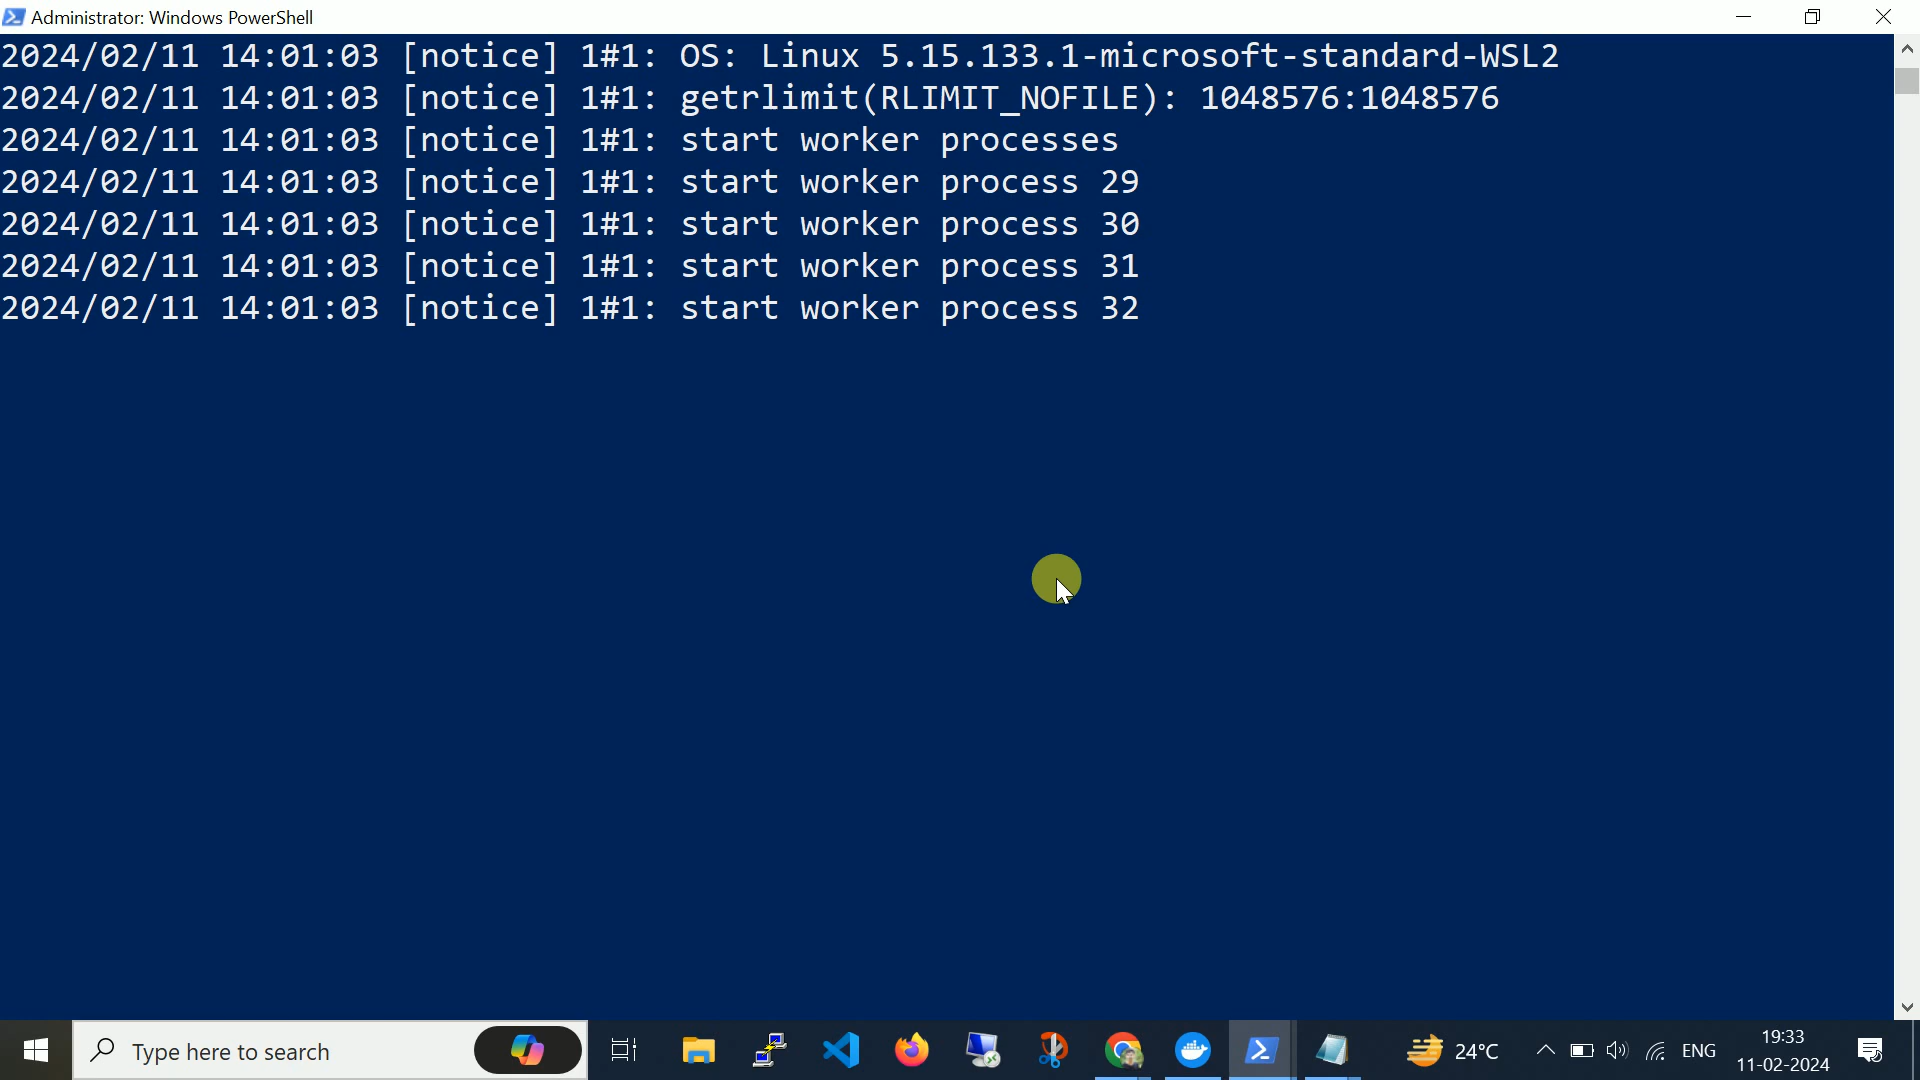 Administrator: Windows PowerShell
2024/02/11 14:01:03 [notice] 1#1: OS: Linux 5.15.133.1-microsoft-standard-WSL2
2024/02/11 14:01:03 [notice] 1#1: getrlimit(RLIMIT_NOFILE): 1048576:1048576
2024/02/11 14:01:03 [notice] 1#1: start worker processes
2024/02/11 14:01:03 [notice] 1#1: start worker process 29
2024/02/11 14:01:03 [notice] 1#1: start worker process 30
2024/02/11 14:01:03 [notice] 1#1: start worker process 31
2024/02/11 14:01:03 [notice] 1#1: start worker process 32
Type here to search
24°C
ENG
19:33
11-02-2024